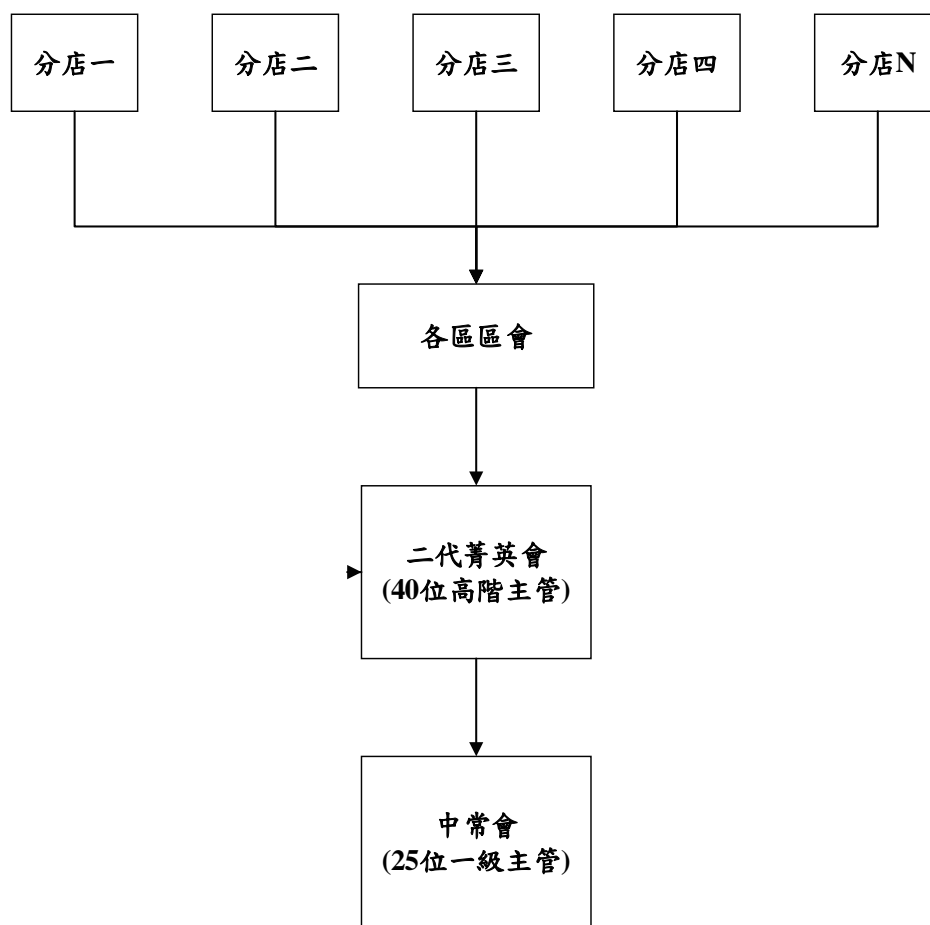 分店一
分店二
分店三
分店四
分店N
各區區會
二代菁英會
(40位高階主管)
中常會
(25位一級主管)